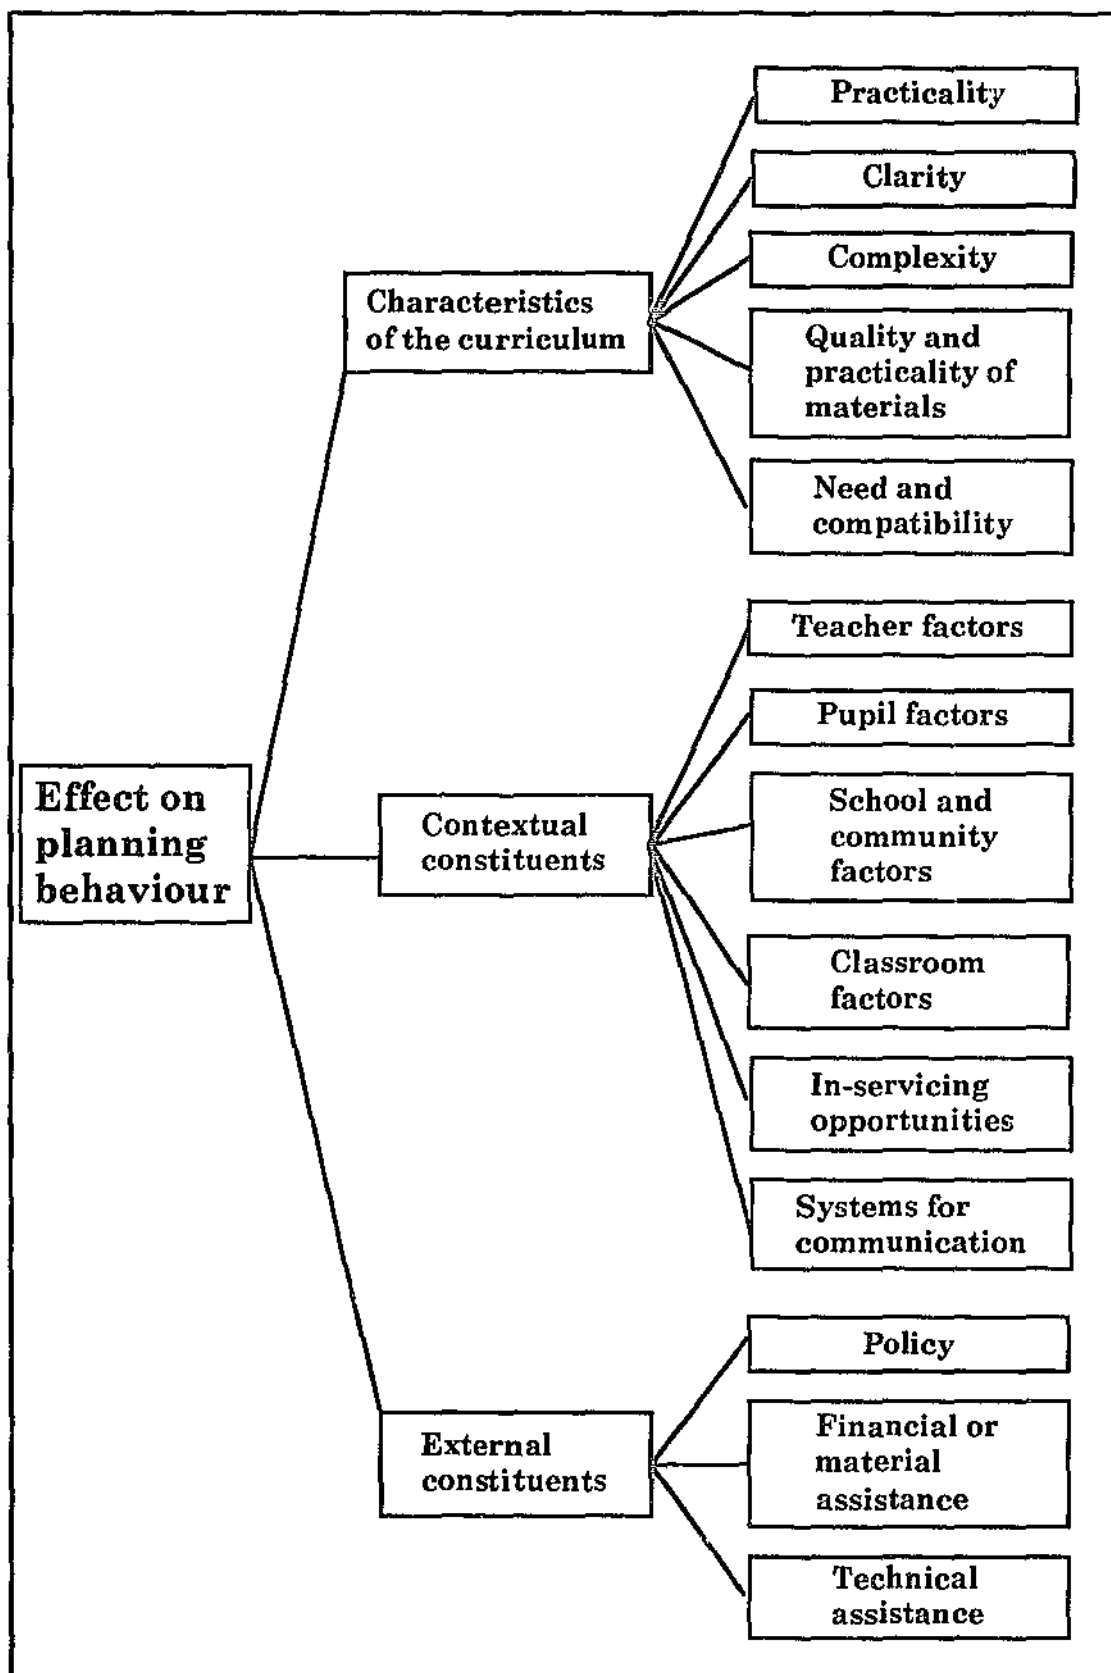 Practicality
Clarity
Complexity
Characteristics
of the curriculum
Quality and
practicality of
materials
Need and
compatibility
Teacher factors
Pupil factors
Effect on
planning
behaviour
Contextual
constituents
School and
community
factors
Classroom
factors
In-servicing
opportunities
Systems for
communication
Policy
External
constituents
Financial or
material
assistance
Technical
assistance